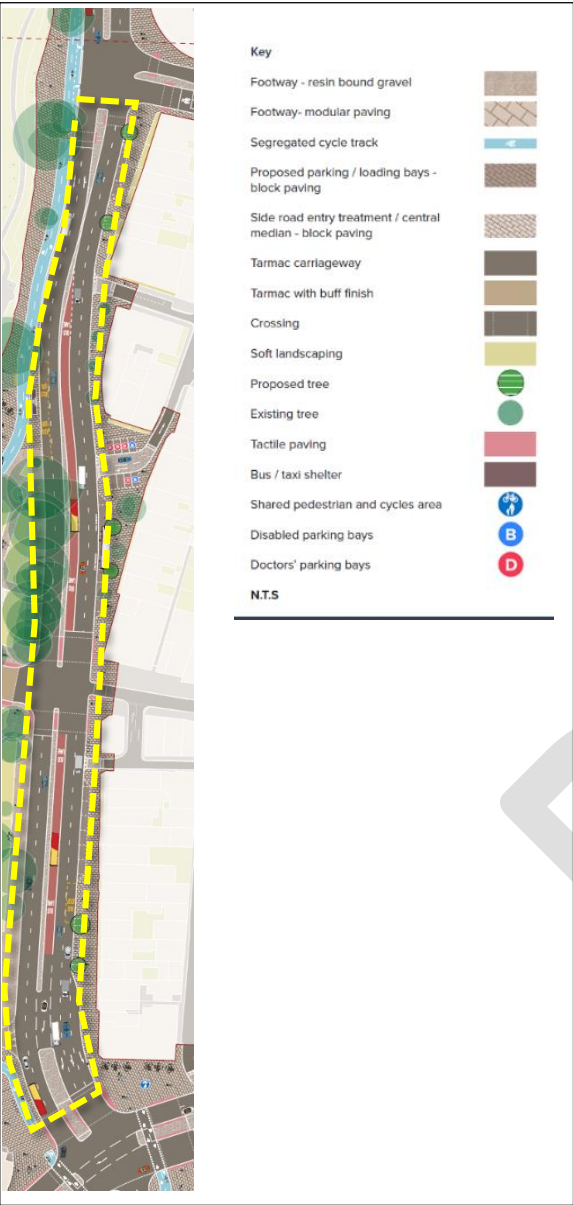 Key
Footway - resin bound gravel
Footway- modular paving
Segregated cycle track
Proposed parking / loading bays -
block paving
Side road entry treatment / central
median - block paving
Tarmac carriageway
Tarmac with buff finish
Crossing
Soft landscaping
Proposed tree
Existing tree
Tactile paving
Bus / taxi shelter
Shared pedestrian and cycles area
Disabled parking bays
B
Doctors' parking bays
D
N.T.S